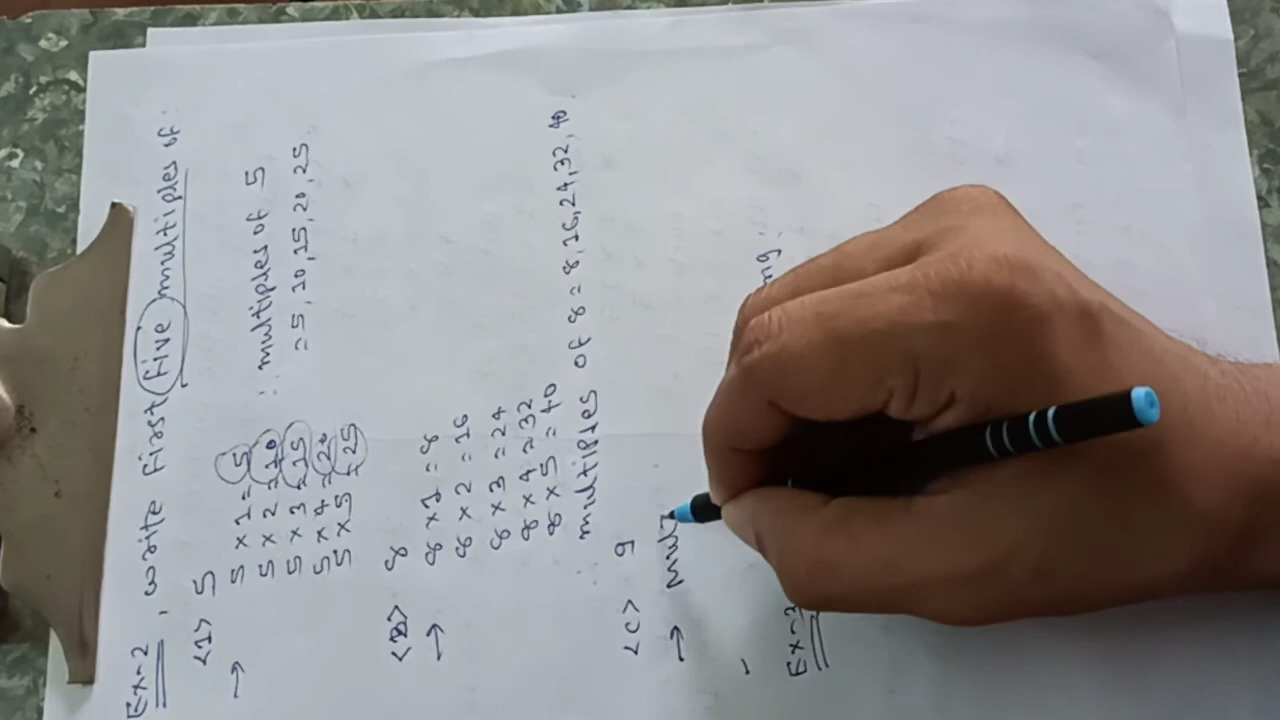 Ex-2, write first five multiples of:
<1> 5
→ 5 × 1 = 5
5 × 2 = 10 ∴ multiples of 5
5 × 3 = 15 = 5, 10, 15, 20, 25
5 × 4 = 20
5 × 5 = 25
<B> 8
→ 8 × 1 = 8
8 × 2 = 16
8 × 3 = 24
8 × 4 = 32
8 × 5 = 40
∴ multiples of 8 = 8, 16, 24, 32, 40.
<C> 9
→ Mul
Ex-3